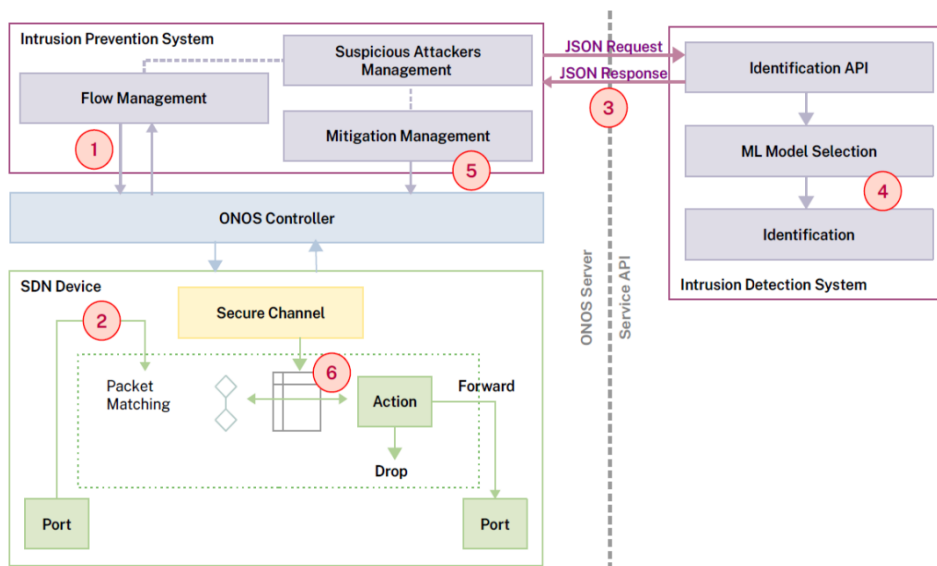 Intrusion Prevention System
Suspicious Attackers
Management
Flow Management
Mitigation Management
1
5
JSON Request
JSON Response
3
Identification API
ML Model Selection
4
Identification
Intrusion Detection System
ONOS Controller
ONOS Server
Service API
SDN Device
Secure Channel
2
6
Packet
Matching
Action
Forward
Drop
Port
Port